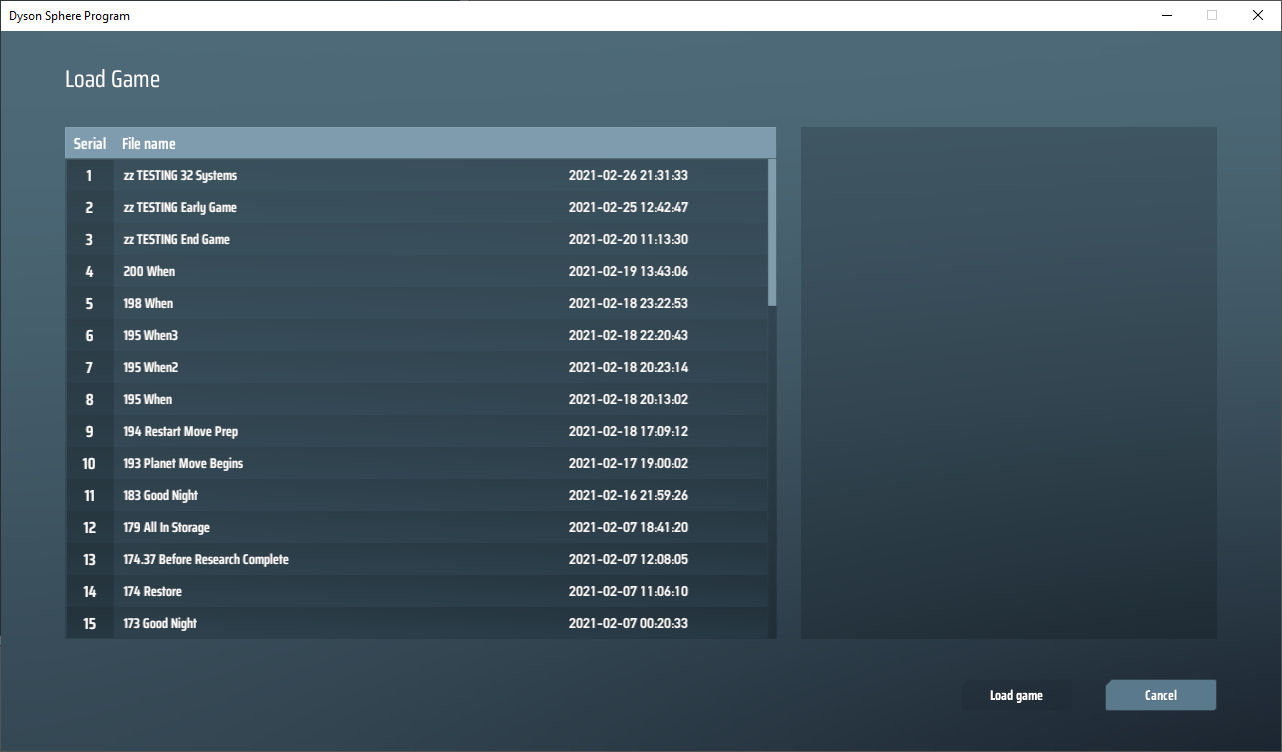 Dyson Sphere Program
Load Game
Serial File name
1 zz TESTING 32 Systems 2021-02-26 21:31:33
2 zz TESTING Early Game 2021-02-25 12:42:47
3 zz TESTING End Game 2021-02-20 11:13:30
4 200 When 2021-02-19 13:43:06
5 198 When 2021-02-18 23:22:53
6 195 When3 2021-02-18 22:20:43
7 195 When2 2021-02-18 20:23:14
8 195 When 2021-02-18 20:13:02
9 194 Restart Move Prep 2021-02-18 17:09:12
10 193 Planet Move Begins 2021-02-17 19:00:02
11 183 Good Night 2021-02-16 21:59:26
12 179 All In Storage 2021-02-07 18:41:20
13 174.37 Before Research Complete 2021-02-07 12:08:05
14 174 Restore 2021-02-07 11:06:10
15 173 Good Night 2021-02-07 00:20:33
Load game Cancel